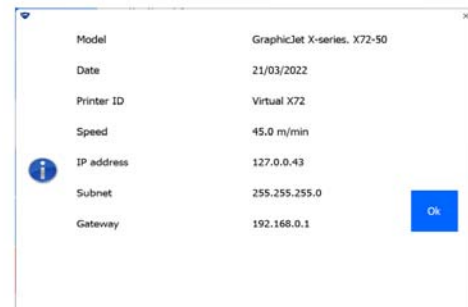 Model GraphicJet X-series. X72-50
Date 21/03/2022
Printer ID Virtual X72
Speed 45.0 m/min
IP address 127.0.0.43
Subnet 255.255.255.0
Gateway 192.168.0.1
Ok